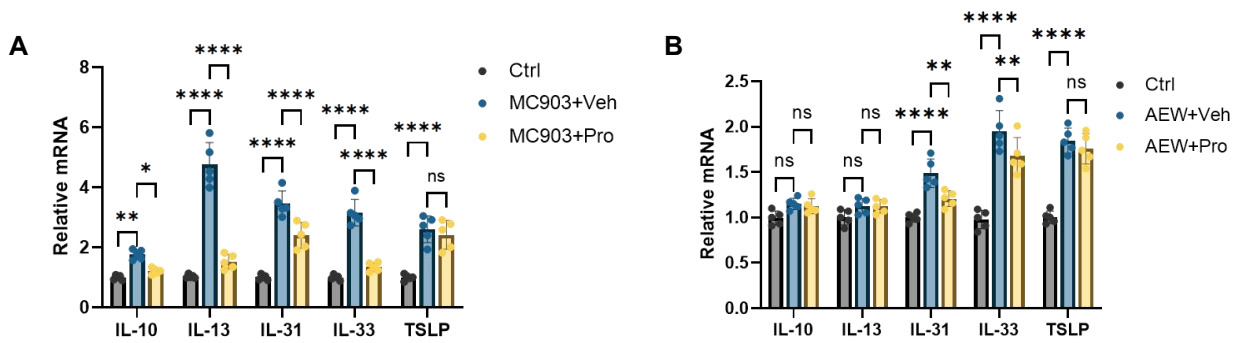 A
Relative mRNA
8
6
4
2
0
** *
**** ****
**** ****
**** ****
**** ns
IL-10 IL-13 IL-31 IL-33 TSLP
Ctrl
MC903+Veh
MC903+Pro
B
Relative mRNA
2.5
2.0
1.5
1.0
0.5
0.0
ns ns
ns ns
**** **
**** **
**** ns
IL-10 IL-13 IL-31 IL-33 TSLP
Ctrl
AEW+Veh
AEW+Pro